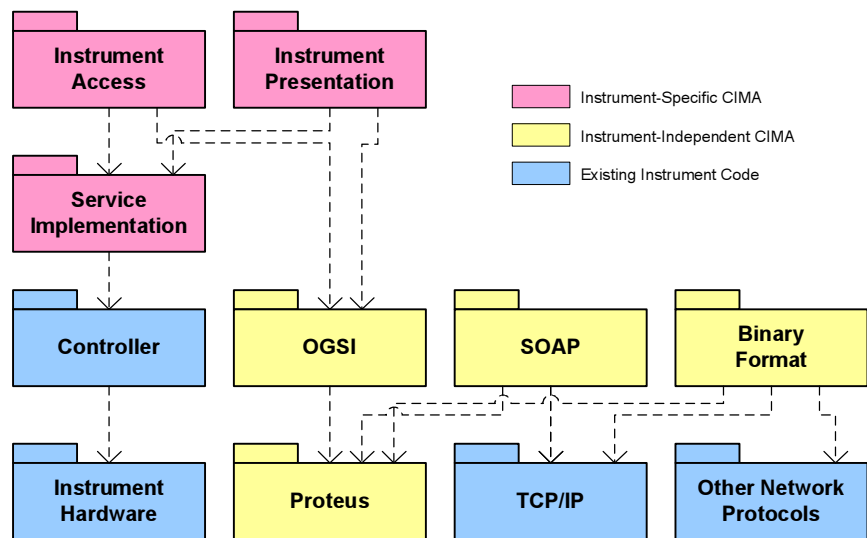 Instrument
Access
Instrument
Presentation
Instrument-Specific CIMA
Instrument-Independent CIMA
Existing Instrument Code
Service
Implementation
Controller
OGSI
SOAP
Binary
Format
Instrument
Hardware
Proteus
TCP/IP
Other Network
Protocols